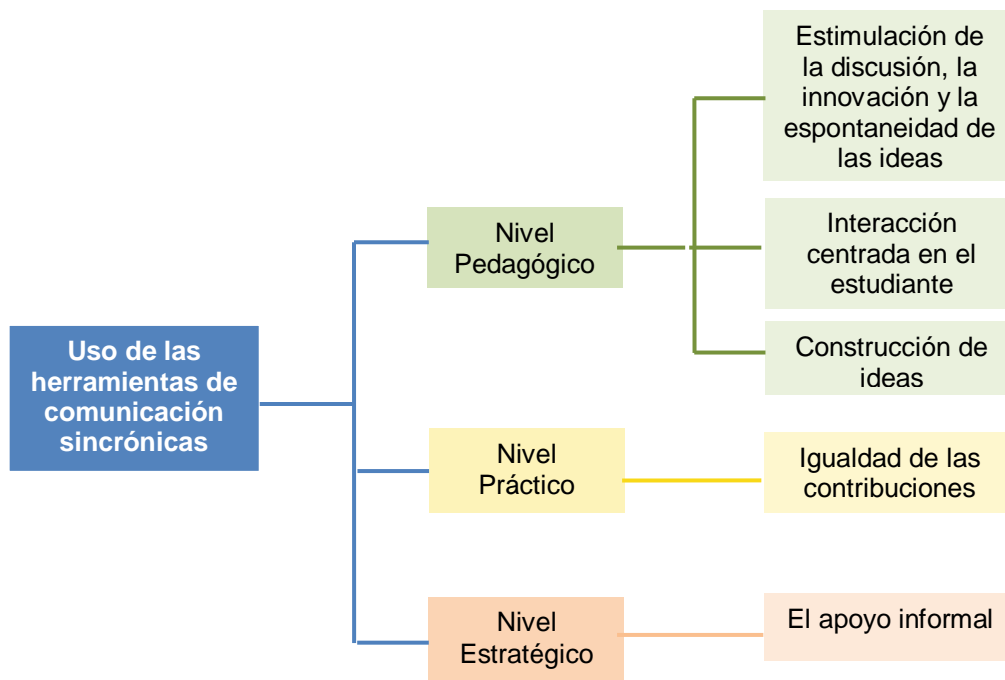 Uso de las
herramientas de
comunicación
sincrónicas
Nivel
Pedagógico
Estimulación de
la discusión, la
innovación y la
espontaneidad de
las ideas
Interacción
centrada en el
estudiante
Construcción de
ideas
Nivel
Práctico
Igualdad de las
contribuciones
Nivel
Estratégico
El apoyo informal